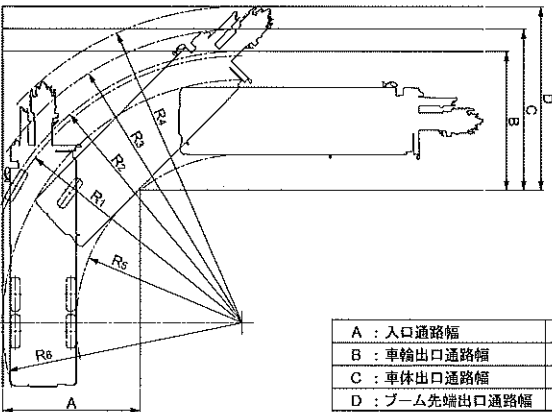 R4
R3
R2
R1
R5
R6
A
B
C
D
A : 入口通路幅
B : 車輪出口通路幅
C : 車体出口通路幅
D : ブーム先端出口通路幅